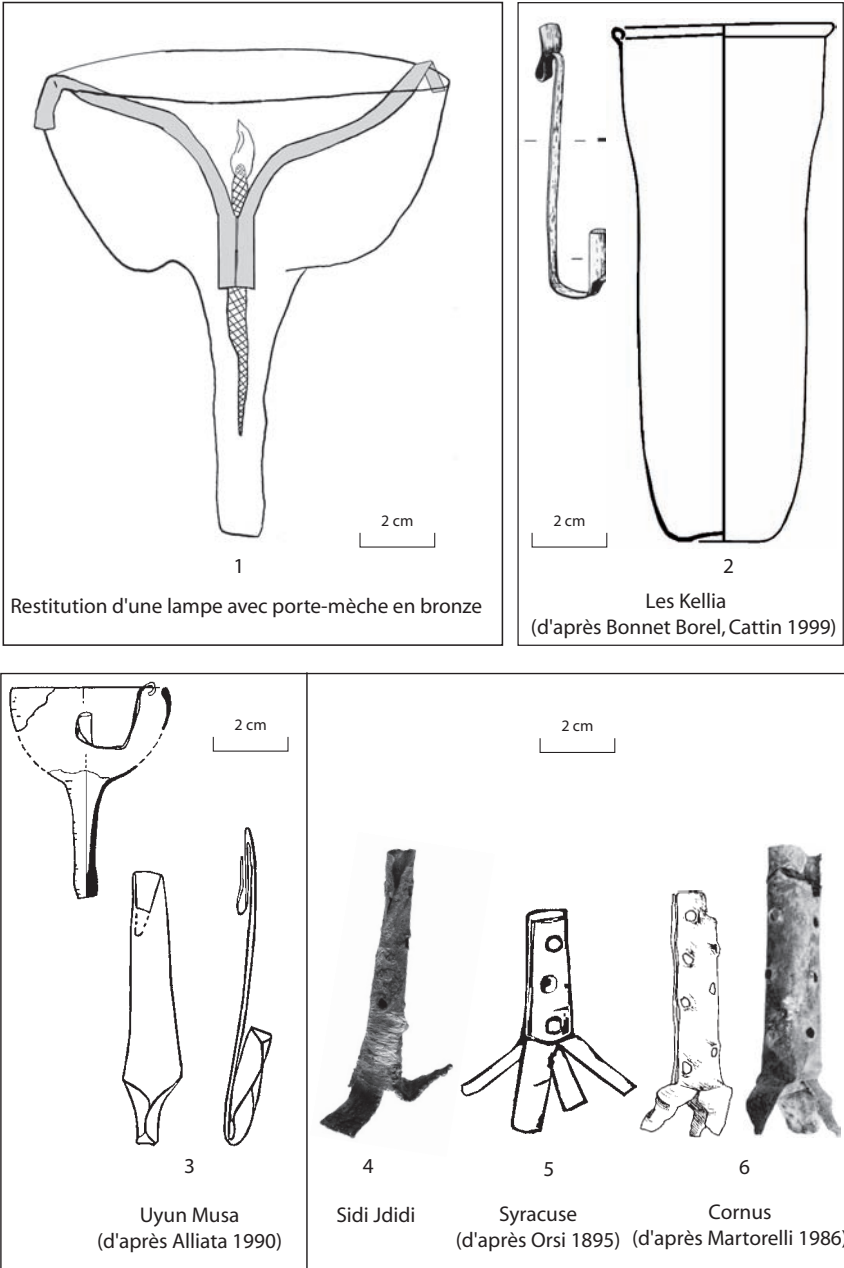 2 cm
1
Restitution d'une lampe avec porte-mèche en bronze
2 cm
2
Les Kellia
(d'après Bonnet Borel, Cattin 1999)
2 cm
3
Uyun Musa
(d'après Alliata 1990)
2 cm
4
Sidi Jdidi
5
Syracuse
(d'après Orsi 1895)
6
Cornus
(d'après Martorelli 1986)